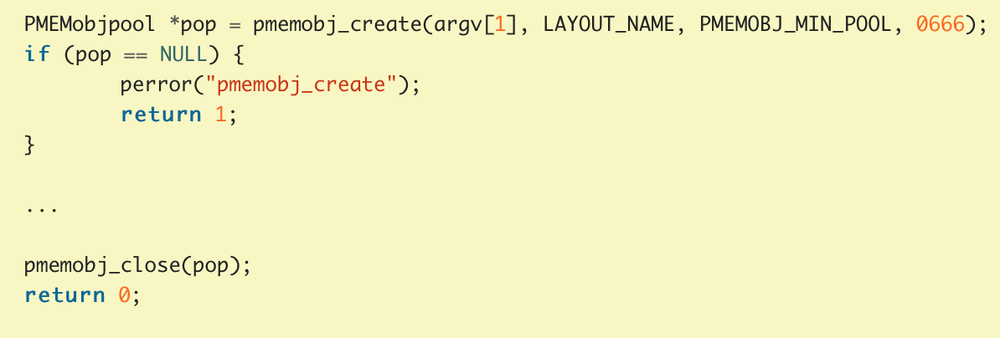 PMEMobjpool *pop = pmemobj_create(argv[1], LAYOUT_NAME, PMEMOBJ_MIN_POOL, 0666);
if (pop == NULL) {
        perror("pmemobj_create");
        return 1;
}
...
pmemobj_close(pop);
return 0;